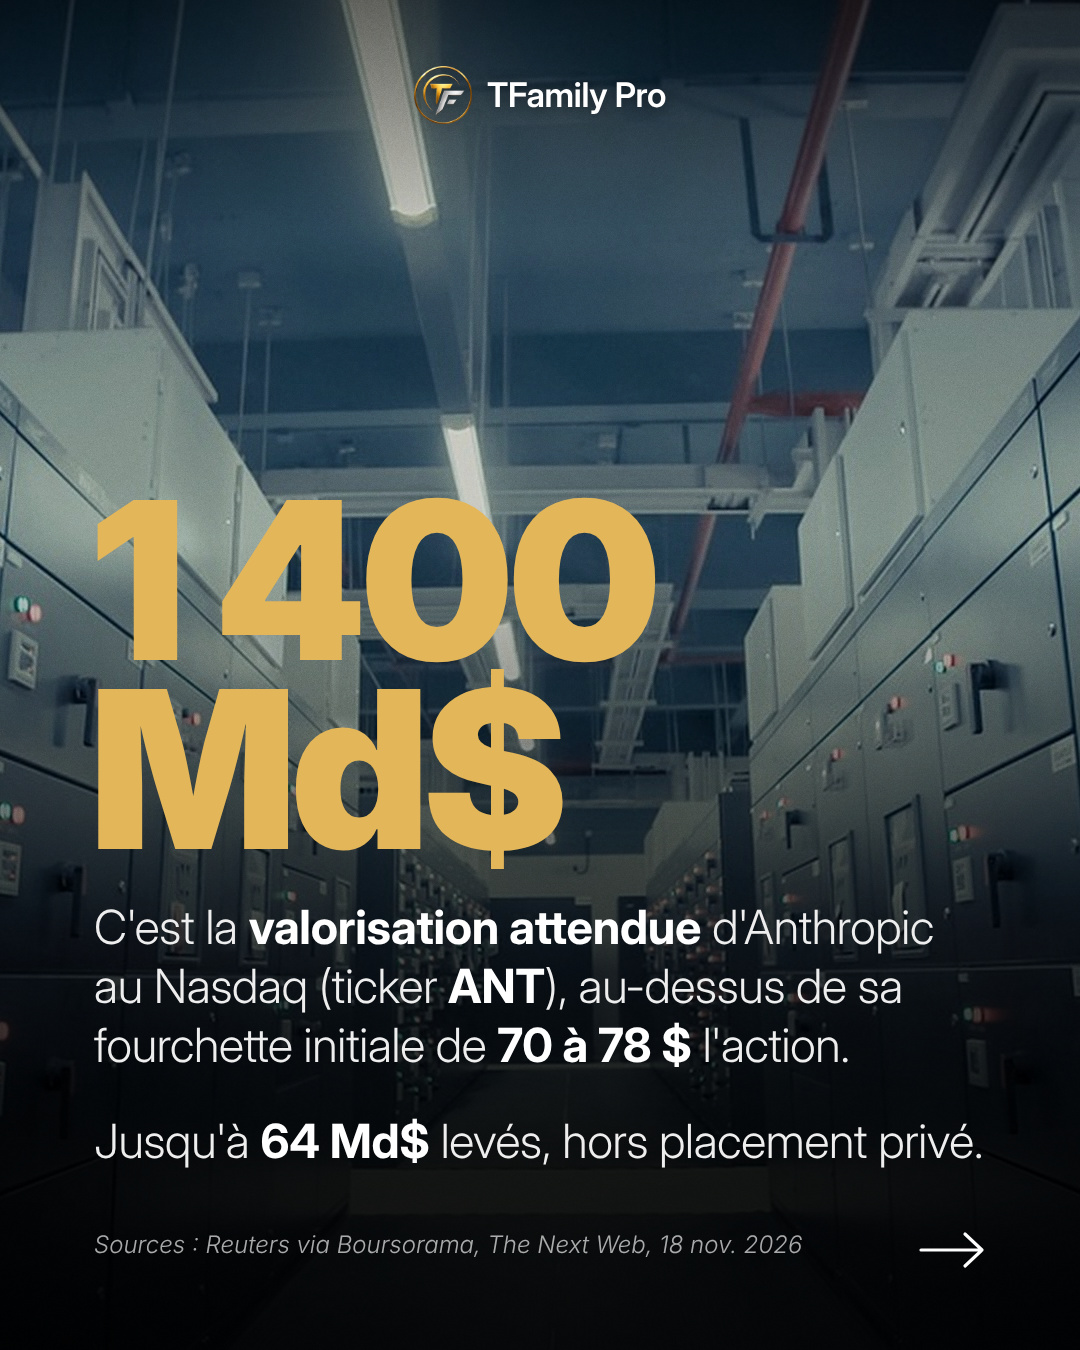 TFamily Pro
1 400
Md$
C'est la valorisation attendue d'Anthropic
au Nasdaq (ticker ANT), au-dessus de sa
fourchette initiale de 70 à 78 $ l'action.
Jusqu'à 64 Md$ levés, hors placement privé.
Sources : Reuters via Boursorama, The Next Web, 18 nov. 2026